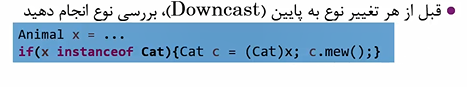 • قبل از هر تغییر نوع به پایین (Downcast)، بررسی نوع انجام دهید
Animal x = ...
if(x instanceof Cat){Cat c = (Cat)x; c.mew();}